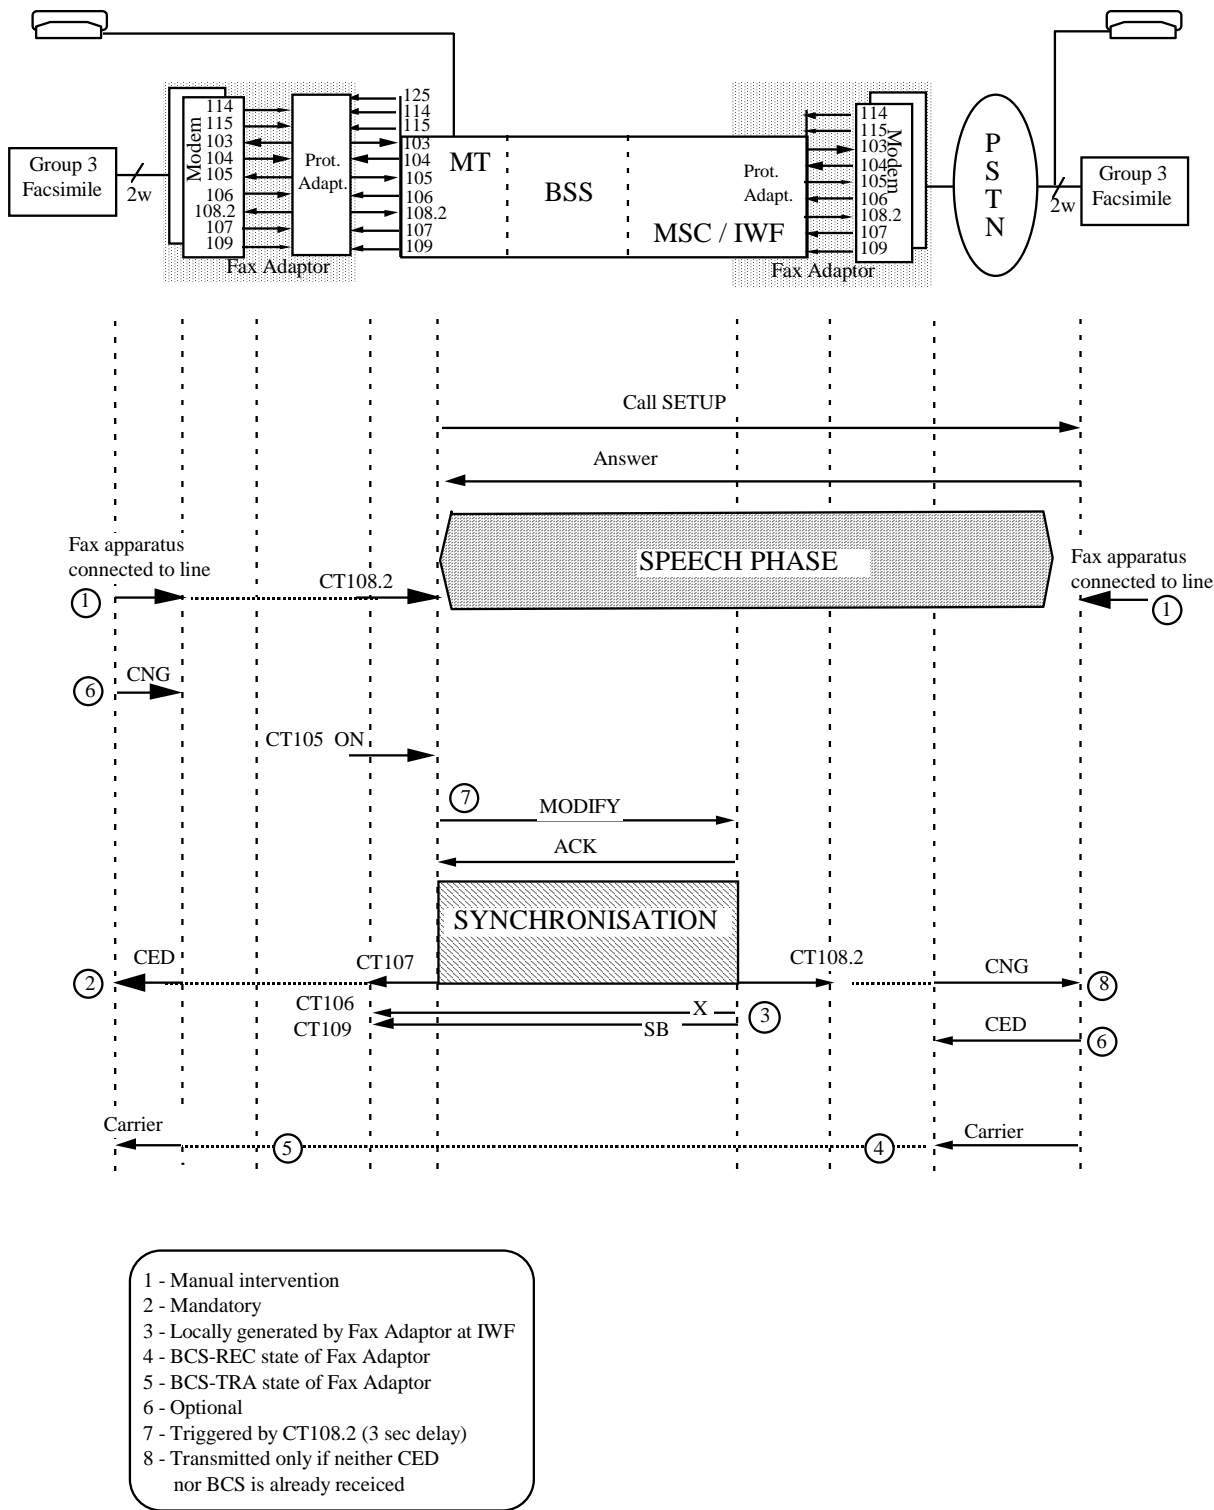 125
114
114
115
115
103
103
104
104
105
105
106
106
108.2
108.2
107
107
109
109
Modem
Prot.
Adapt.
Group 3
Facsimile
2w
Fax Adaptor
MT
BSS
MSC / IWF
Prot.
Adapt.
114
115
103
104
105
106
108.2
107
109
Modem
Fax Adaptor
P
S
T
N
2w
Group 3
Facsimile
Call SETUP
Answer
SPEECH PHASE
Fax apparatus
connected to line
1
CT108.2
Fax apparatus
connected to line
1
CNG
6
CT105 ON
7
MODIFY
ACK
SYNCHRONISATION
CED
2
CT107
CT108.2
CNG
8
CT106
X
3
CT109
SB
CED
6
Carrier
5
4
Carrier
1 - Manual intervention
2 - Mandatory
3 - Locally generated by Fax Adaptor at IWF
4 - BCS-REC state of Fax Adaptor
5 - BCS-TRA state of Fax Adaptor
6 - Optional
7 - Triggered by CT108.2 (3 sec delay)
8 - Transmitted only if neither CED
nor BCS is already receiced